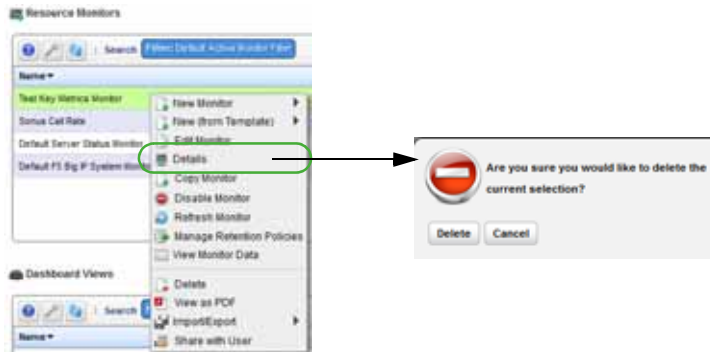 Resource Monitors
Search Filter: Default Active Monitor Filter
Name
Test Key Metrics Monitor
Sonus Call Rate
Default Server Status Monitor
Default F5 Big IP System
New Monitor
New (from Template)
Edit Monitor
Details
Copy Monitor
Disable Monitor
Refresh Monitor
Manage Retention Policies
View Monitor Data
Delete
View as PDF
Import/Export
Share with User
Dashboard Views
Search
Name
Are you sure you would like to delete the
current selection?
Delete Cancel